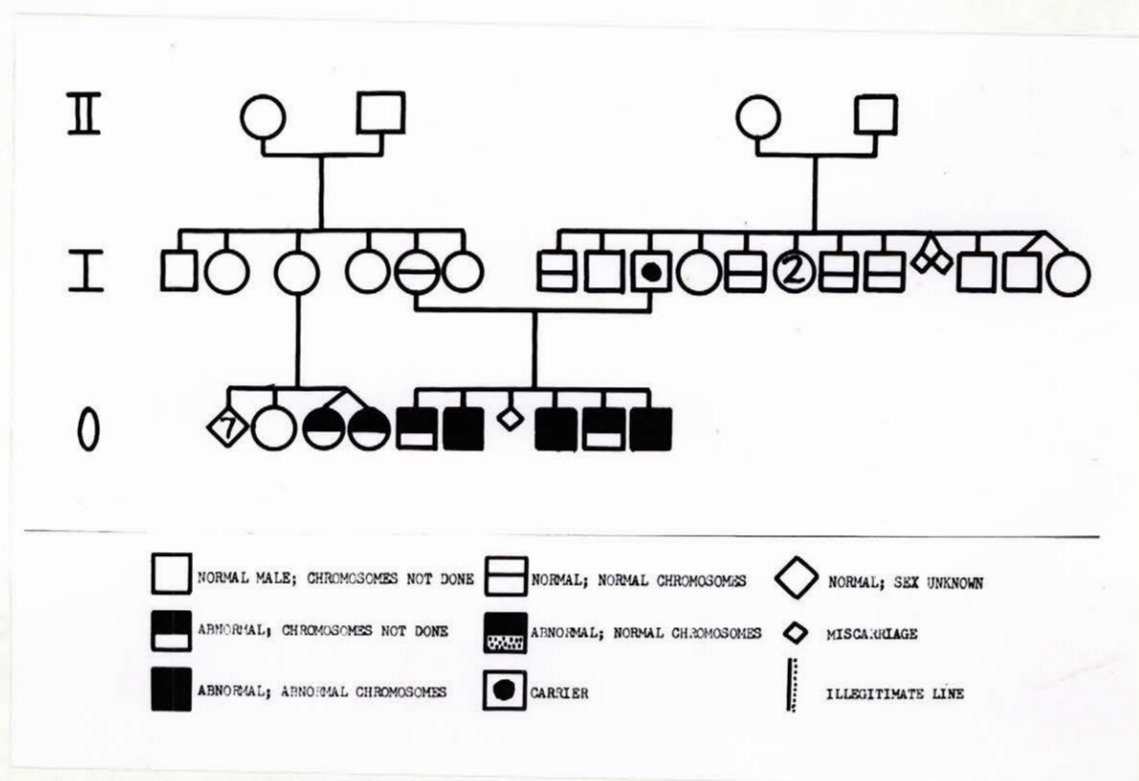 II
I
2
0
7
NORMAL MALE; CHROMOSOMES NOT DONE
NORMAL; NORMAL CHROMOSOMES
NORMAL; SEX UNKNOWN
ABNORMAL; CHROMOSOMES NOT DONE
ABNORMAL; NORMAL CHROMOSOMES
MISCARRIAGE
ABNORMAL; ABNORMAL CHROMOSOMES
CARRIER
ILLEGITIMATE LINE